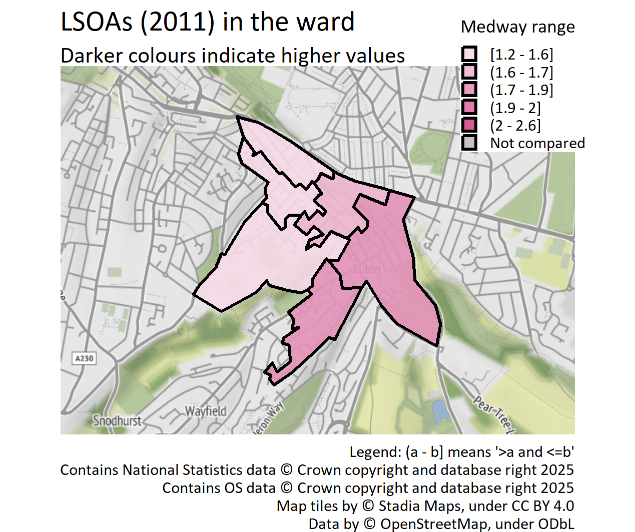 LSOAs (2011) in the ward
Darker colours indicate higher values
Medway range
[1.2 - 1.6]
(1.6 - 1.7]
(1.7 - 1.9]
(1.9 - 2]
(2 - 2.6]
Not compared
Luton
A230
Wayfield
Snodhurst
eron-Way
Pear-Tree-L
Legend: (a - b] means '>a and <=b'
Contains National Statistics data © Crown copyright and database right 2025
Contains OS data © Crown copyright and database right 2025
Map tiles by © Stadia Maps, under CC BY 4.0
Data by © OpenStreetMap, under ODbL